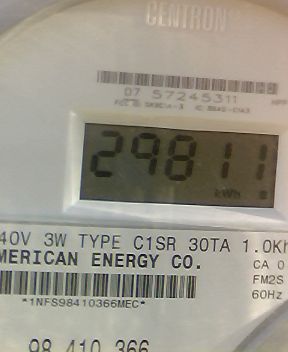 CENTRON®
07 57245311
29811
kWh
40V 3W TYPE C1SR 30TA 1.0Kh
MERICAN ENERGY CO.
CA 0
FM2S
60Hz
*1NFS98410366MEC*
98 410 366